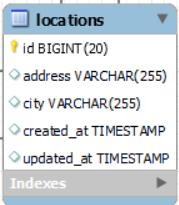 locations
id BIGINT(20)
address VARCHAR(255)
city VARCHAR(255)
created_at TIMESTAMP
updated_at TIMESTAMP
Indexes